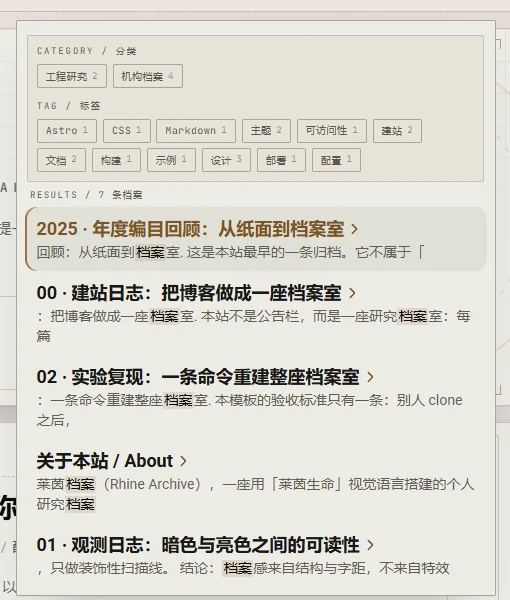 CATEGORY / 分类
工程研究 2 机构档案 4
TAG / 标签
Astro 1 CSS 1 Markdown 1 主题 2 可访问性 1 建站 2
文档 2 构建 1 示例 1 设计 3 部署 1 配置 1
RESULTS / 7 条档案
2025 · 年度编目回顾：从纸面到档案室
回顾：从纸面到档案室. 这是本站最早的一条归档。它不属于「
00 · 建站日志：把博客做成一座档案室
：把博客做成一座档案室. 本站不是公告栏，而是一座研究档案室：每
篇
02 · 实验复现：一条命令重建整座档案室
：一条命令重建整座档案室. 本模板的验收标准只有一条：别人 clone
之后，
关于本站 / About
莱茵档案（Rhine Archive），一座用「莱茵生命」视觉语言搭建的个人
研究档案
01 · 观测日志：暗色与亮色之间的可读性
，只做装饰性扫描线。 结论：档案感来自结构与字距，不来自特效